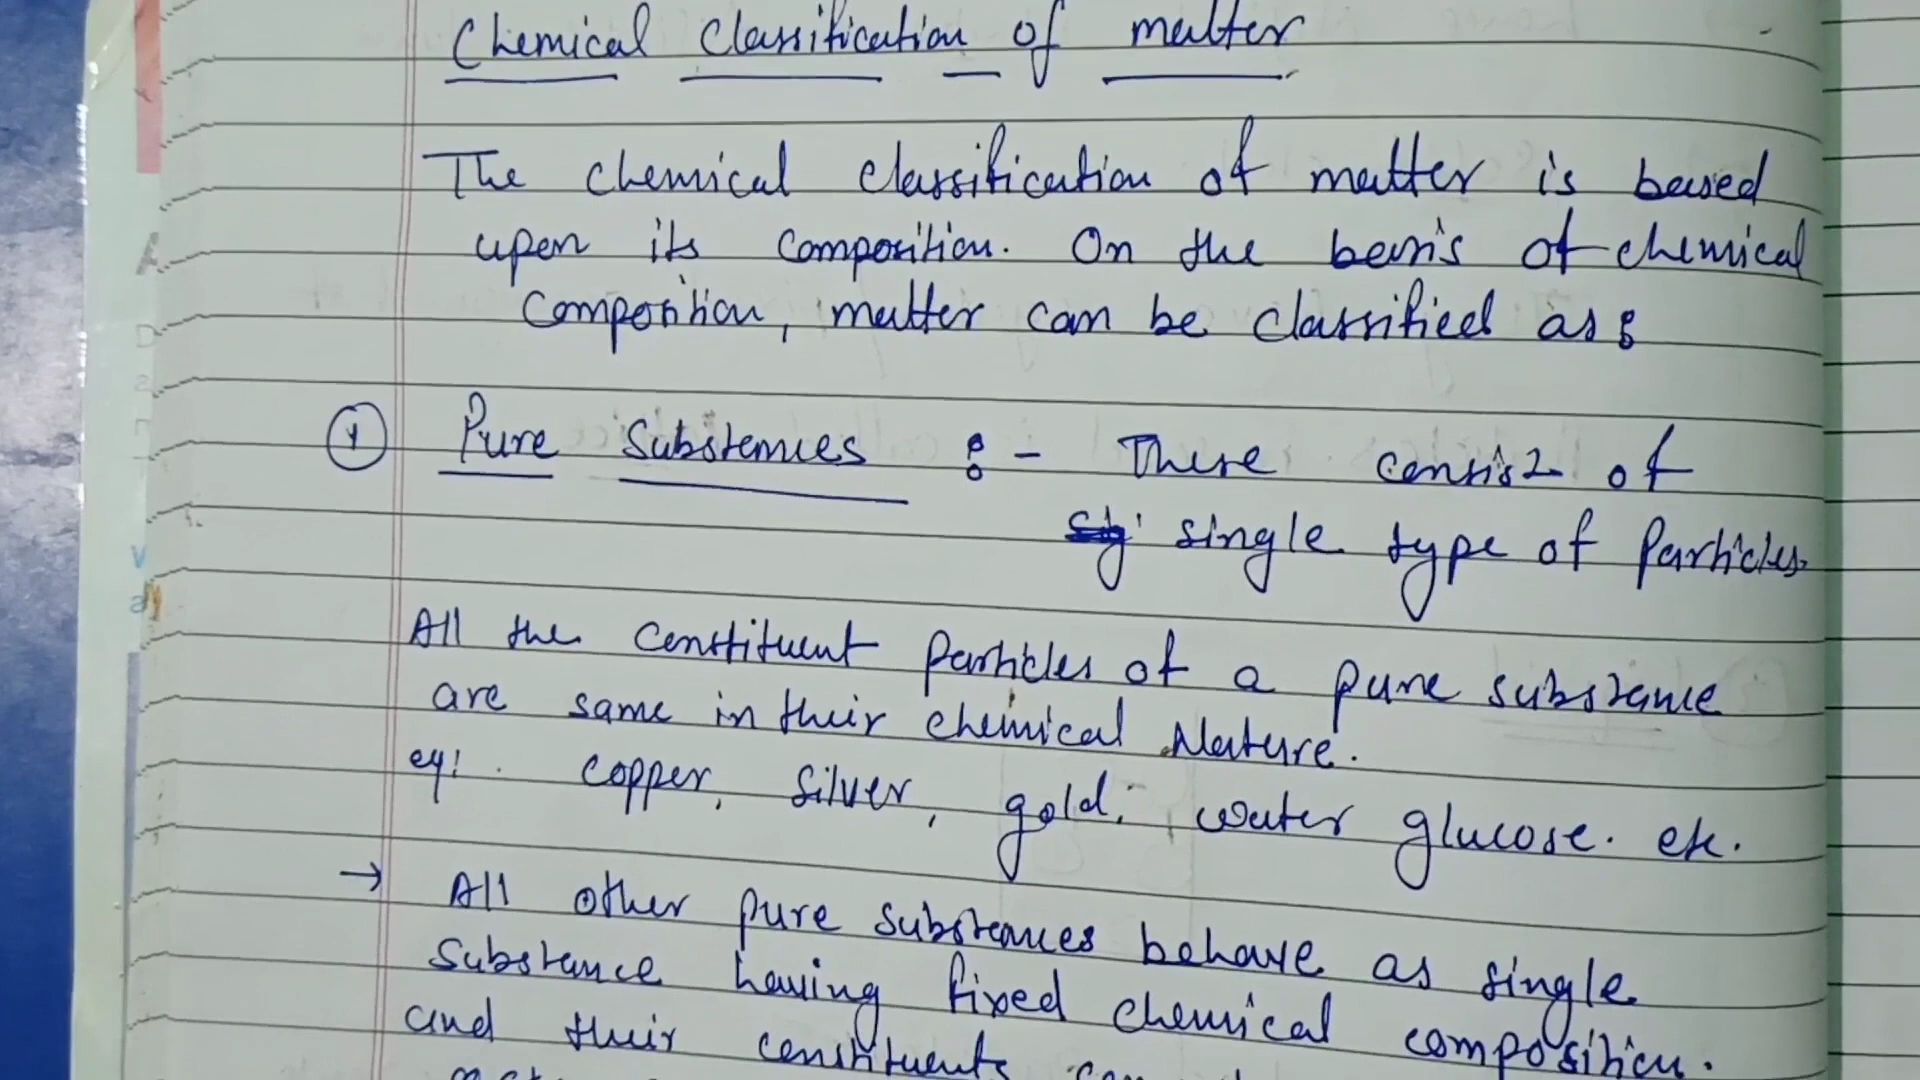 Chemical Classification of matter
The chemical classification of matter is based
upon its composition. On the basis of chemical
Composition, matter can be classified as :
1 Pure Substances :- These consist of
single type of Particles.
All the constituent particles of a pure substance
are same in their chemical Nature.
eg: Copper, Silver, gold, water glucose. etc.
→ All other pure substances behave as single
substance having fixed chemical composition.
and their constituents